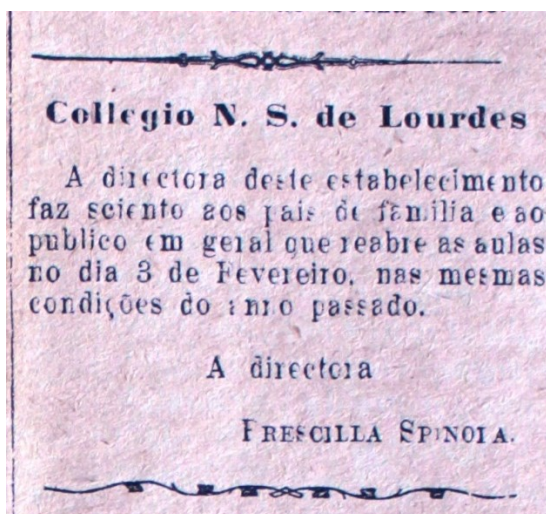 Collegio N. S. de Lourdes
A directora deste estabelecimento
faz sciento aos pais de familia e ao
publico em geral que reabre as aulas
no dia 3 de Fevereiro, nas mesmas
condições do anno passado.
A directora
PRESCILLA SPINOLA.